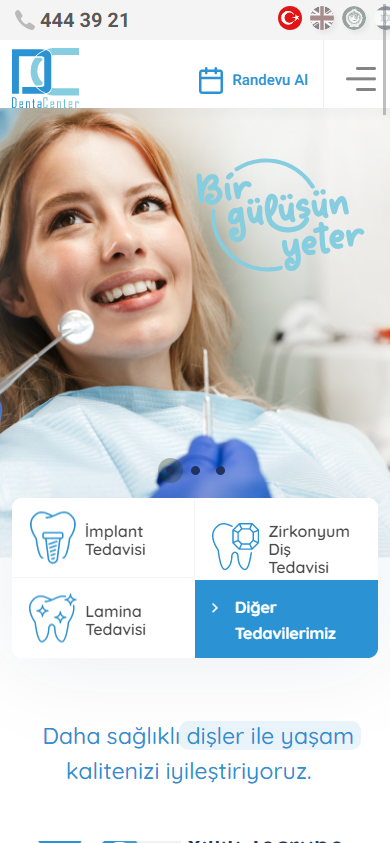 444 39 21
DentaCenter
Randevu Al
Bir
gülüşün
yeter
İmplant
Tedavisi
Zirkonyum
Diş
Tedavisi
Lamina
Tedavisi
Diğer
Tedavilerimiz
Daha sağlıklı dişler ile yaşam
kalitenizi iyileştiriyoruz.